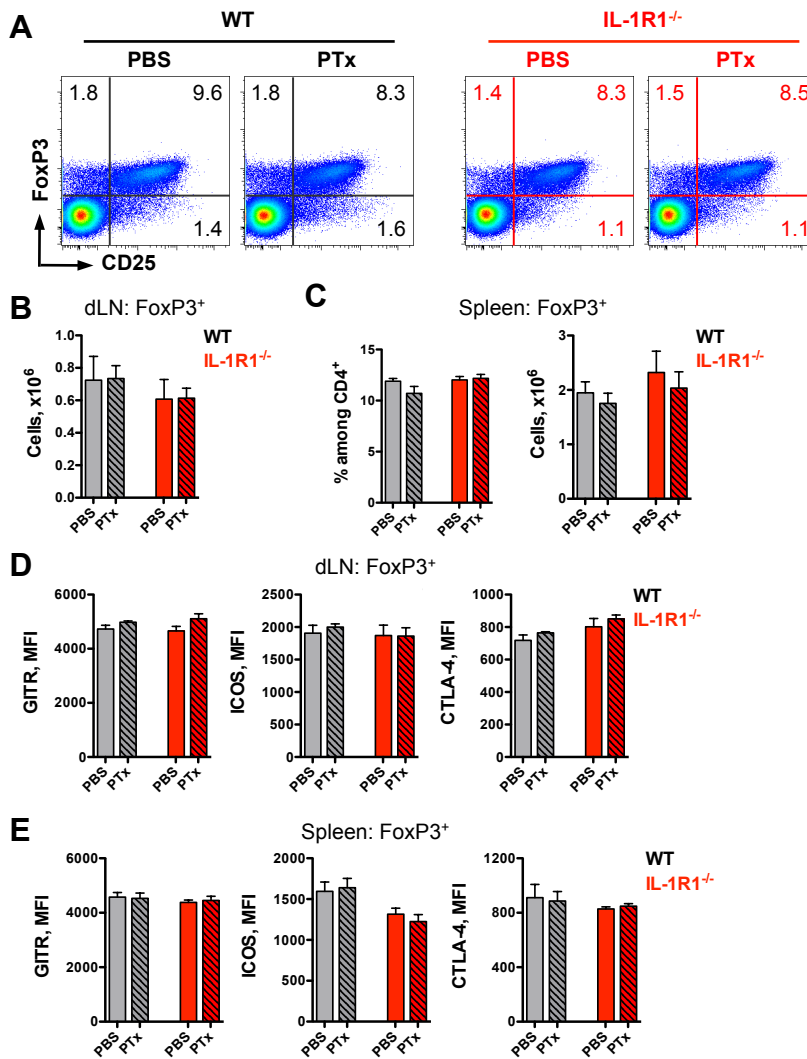 A
WT
IL-1R1-/-
PBS
PTx
PBS
PTx
1.8
9.6
1.4
1.8
8.3
1.6
1.4
8.3
1.1
1.5
8.5
1.1
FoxP3
CD25
B
dLN: FoxP3+
WT
IL-1R1-/-
Cells, x10^6
1.0
0.8
0.6
0.4
0.2
0.0
PBS
PTx
PBS
PTx
C
Spleen: FoxP3+
WT
IL-1R1-/-
% among CD4+
15
10
5
0
PBS
PTx
PBS
PTx
Cells, x10^6
3
2
1
0
PBS
PTx
PBS
PTx
D
dLN: FoxP3+
WT
IL-1R1-/-
GITR, MFI
6000
4000
2000
0
PBS
PTx
PBS
PTx
ICOS, MFI
2500
2000
1500
1000
500
0
PBS
PTx
PBS
PTx
CTLA-4, MFI
1000
800
600
400
200
0
PBS
PTx
PBS
PTx
E
Spleen: FoxP3+
WT
IL-1R1-/-
GITR, MFI
6000
4000
2000
0
PBS
PTx
PBS
PTx
ICOS, MFI
2000
1500
1000
500
0
PBS
PTx
PBS
PTx
CTLA-4, MFI
1200
800
400
0
PBS
PTx
PBS
PTx